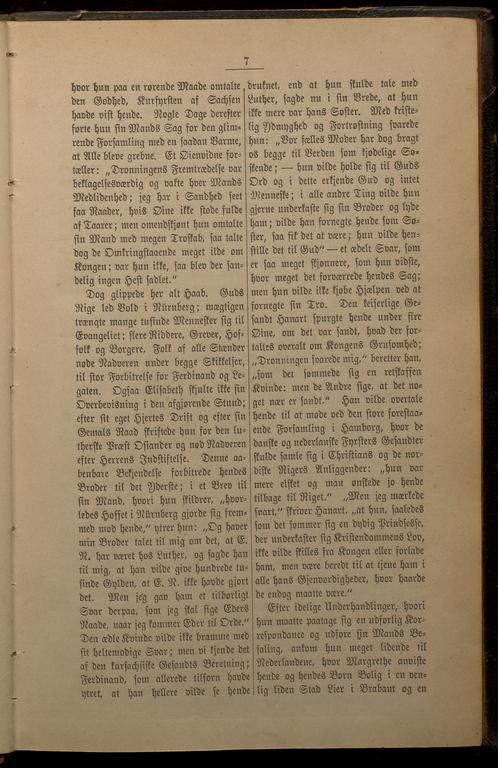 7
hvor hun paa en rørende Maade omtalte
den Godhed, Kurfyrsten af Sachsen
havde vist hende. Nogle Dage derefter
førte hun sin Mands Sag for den glim-
rende Forsamling med en saadan Varme,
at Alle bleve grebne. Et Øienvidne for-
tæller: „Dronningens Fremtrædelse var
beklagelsesværdig og vakte hver Mands
Medlidenhed; jeg har i Sandhed seet
faa Raader, hvis Øine ikke stode fulde
af Taarer; men omendskjønt hun omtalte
sin Mand med megen Troskab, saa talte
dog de Omkringstaaende meget ilde om
Kongen; var hun ikke, saa blev der san-
delig ingen Hest sadlet.“
Dog glippede her alt Haab. Guds
Rige led Vold i Nürnberg; mægtigen
trængte mange tusinde Mennesker sig til
Evangeliet; flere Riddere, Grever, Hof-
folk og Borgere, Folk af alle Stænder
nøde Nadveren under begge Skikkelser,
til stor Forbitrelse for Ferdinand og Le-
gaten. Ogsaa Elisabeth skjulte ikke sin
Overbevisning i den afgjørende Stund;
efter sit eget Hjertes Drift og efter sin
Gemals Raad skriftede hun for den lu-
therske Præst Osiander og nød Nadveren
efter Herrens Indstiftelse. Denne aa-
benbare Bekjendelse forbitrede hendes
Broder til det Yderste; i et Brev til
sin Mand, hvori hun skildrer, „hvor-
ledes Hoffet i Nürnberg gjorde sig frem-
med mod hende,“ ytrer hun: „Og haver
min Broder talet til mig om det, at E.
N. har været hos Luther, og sagde han
til mig, at han vilde give hundrede tu-
sinde Gylden, at E. N. ikke havde gjort
det. Men jeg gav ham et tilbørligt
Svar derpaa, som jeg skal sige Eders
Naade, naar jeg kommer Eder til Orde.“
Den ædle Kvinde vilde ikke bramme med
sit heltemodige Svar; men vi kjende det
af den kursachsiske Gesandts Beretning;
Ferdinand, som allerede tilforn havde
ytret, at han hellere vilde se hende
druknet, end at hun skulde tale med
Luther, sagde nu i sin Vrede, at hun
ikke mere var hans Søster. Med kriste-
lig Ydmyghed og Fortrøstning svarede
hun: „Vor fælles Moder har dog bragt
os begge til Verden som kjødelige Sø-
skende; — hun vilde holde sig til Guds
Ord og i dette erkjende Gud og intet
Menneske; i alle andre Ting vilde hun
gjerne underkaste sig sin Broder og lyde
ham; vilde han fornegte hende som Sø-
ster, saa fik det at være; hun vilde hen-
stille det til Gud“ — et ædelt Svar, som
er saa meget skjønnere, som hun vidste,
hvor meget det forværrede hendes Sag;
men hun vilde ikke kjøbe Hjælpen ved at
fornegte sin Tro. Den keiserlige Ge-
sandt Hanart spurgte hende under fire
Øine, om det var sandt, hvad der for-
taltes overalt om Kongens Grusomhed;
„Dronningen svarede mig,“ beretter han,
„som det sømmede sig en retskaffen
Kvinde: men de Andre sige, at det no-
get nær er sandt.“ Han vilde overtale
hende til at møde ved den store forestaa-
ende Forsamling i Hamborg, hvor de
danske og nederlanske Fyrsters Gesandter
skulde samle sig i Christians og de nor-
diske Rigers Anliggender: „hun var
mere elsket og man ønskede jo hende
tilbage til Riget.“ „Men jeg mærkede
snart,“ skriver Hanart, „at hun, saaledes
som det sømmer sig en dydig Prindsesse,
der underkaster sig Kristendommens Lov,
ikke vilde skilles fra Kongen eller forlade
ham, men være beredt til at tjene ham i
alle hans Gjenvordigheder, hvor haarde
de endog maatte være.“
Efter idelige Underhandlinger, hvori
hun maatte paatage sig en udførlig Kor-
respondance og udføre sin Mands Be-
faling, ankom hun meget lidende til
Nederlandene, hvor Margrethe anviste
hende og hendes Børn Bolig i en ven-
lig liden Stad Lier i Brabant og en